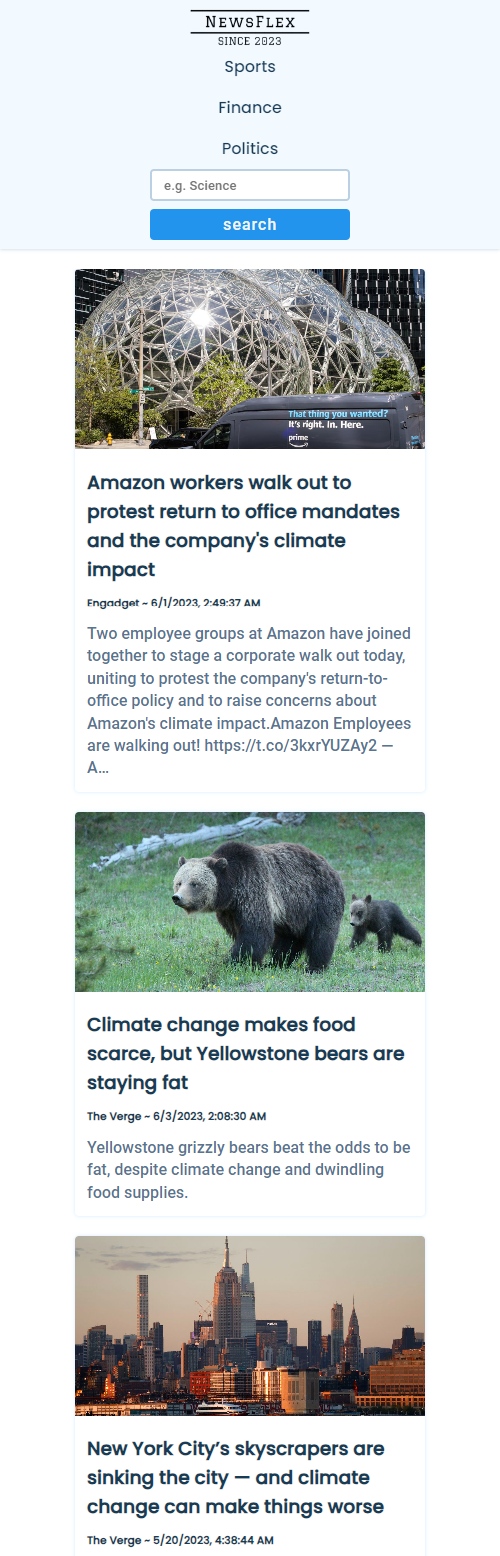 NewsFlex
SINCE 2023
Sports
Finance
Politics
e.g. Science
search
That thing you wanted?
It's right. In. Here.
prime
Amazon workers walk out to
protest return to office mandates
and the company's climate
impact
Engadget ~ 6/1/2023, 2:49:37 AM
Two employee groups at Amazon have joined
together to stage a corporate walk out today,
uniting to protest the company's return-to-
office policy and to raise concerns about
Amazon's climate impact.Amazon Employees
are walking out! https://t.co/3kxrYUZAy2 —
A…
Climate change makes food
scarce, but Yellowstone bears are
staying fat
The Verge ~ 6/3/2023, 2:08:30 AM
Yellowstone grizzly bears beat the odds to be
fat, despite climate change and dwindling
food supplies.
New York City’s skyscrapers are
sinking the city — and climate
change can make things worse
The Verge ~ 5/20/2023, 4:38:44 AM